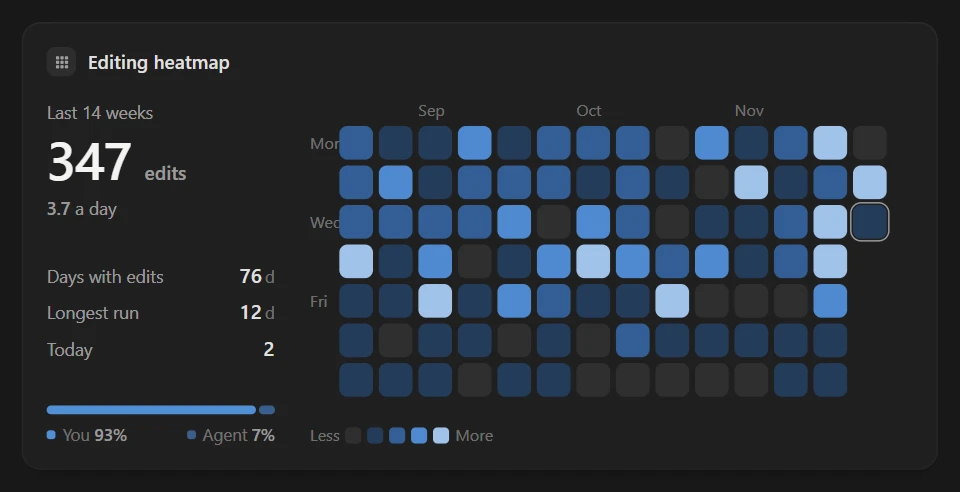 Editing heatmap
Last 14 weeks
347 edits
3.7 a day
Days with edits 76 d
Longest run 12 d
Today 2
You 93% Agent 7%
Sep Oct Nov
Mon
Wed
Fri
Less More